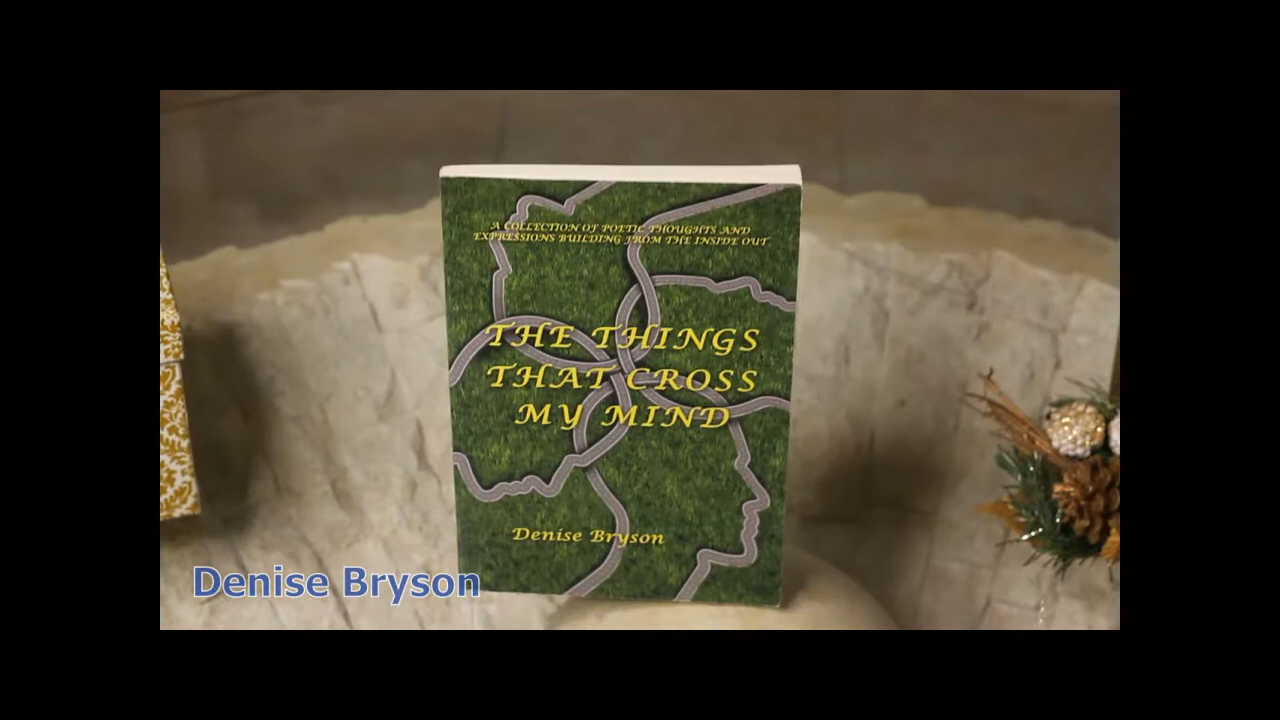 A COLLECTION OF POETIC THOUGHTS AND
EXPRESSIONS BUILDING FROM THE INSIDE OUT
THE THINGS
THAT CROSS
MY MIND
Denise Bryson
Denise Bryson